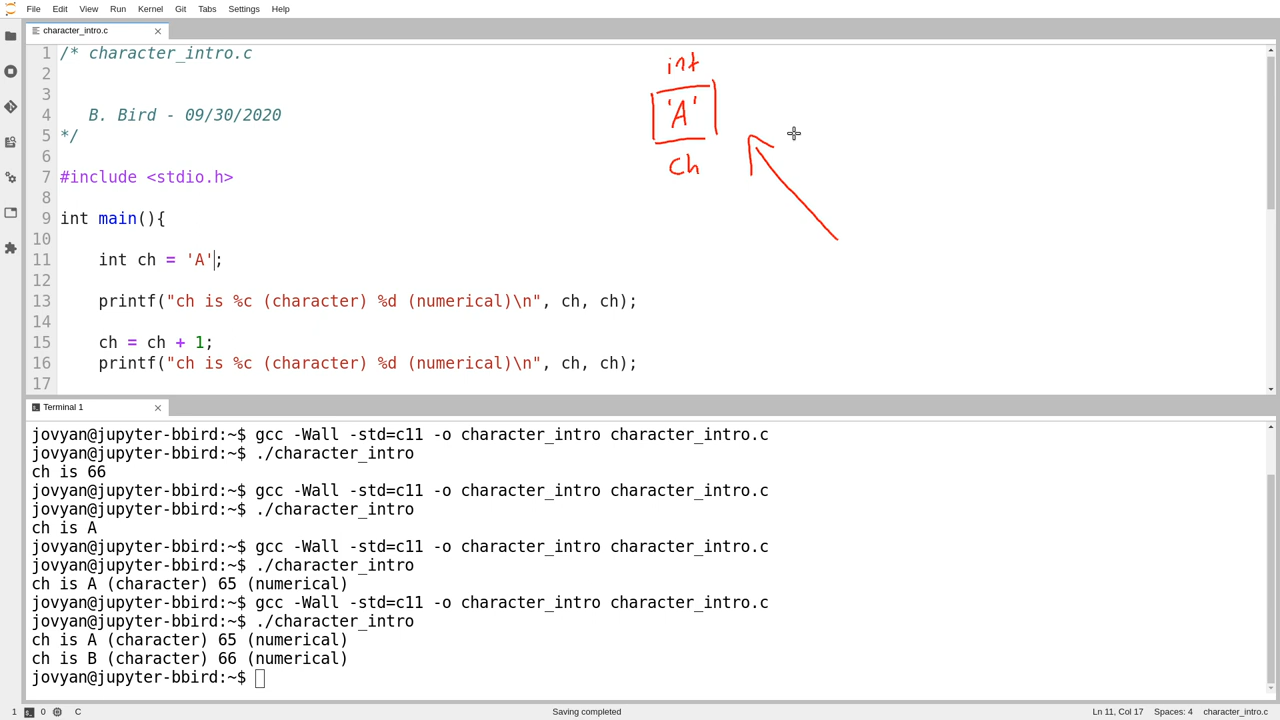 File Edit View Run Kernel Git Tabs Settings Help
character_intro.c
1 /* character_intro.c
2
3
4 B. Bird - 09/30/2020
5 */
6
7 #include <stdio.h>
8
9 int main(){
10
11 int ch = 'A';
12
13 printf("ch is %c (character) %d (numerical)\n", ch, ch);
14
15 ch = ch + 1;
16 printf("ch is %c (character) %d (numerical)\n", ch, ch);
17
int
'A'
ch
Terminal 1
jovyan@jupyter-bbird:~$ gcc -Wall -std=c11 -o character_intro character_intro.c
jovyan@jupyter-bbird:~$ ./character_intro
ch is 66
jovyan@jupyter-bbird:~$ gcc -Wall -std=c11 -o character_intro character_intro.c
jovyan@jupyter-bbird:~$ ./character_intro
ch is A
jovyan@jupyter-bbird:~$ gcc -Wall -std=c11 -o character_intro character_intro.c
jovyan@jupyter-bbird:~$ ./character_intro
ch is A (character) 65 (numerical)
jovyan@jupyter-bbird:~$ gcc -Wall -std=c11 -o character_intro character_intro.c
jovyan@jupyter-bbird:~$ ./character_intro
ch is A (character) 65 (numerical)
ch is B (character) 66 (numerical)
jovyan@jupyter-bbird:~$
1 0 C Saving completed Ln 11, Col 17 Spaces: 4 character_intro.c